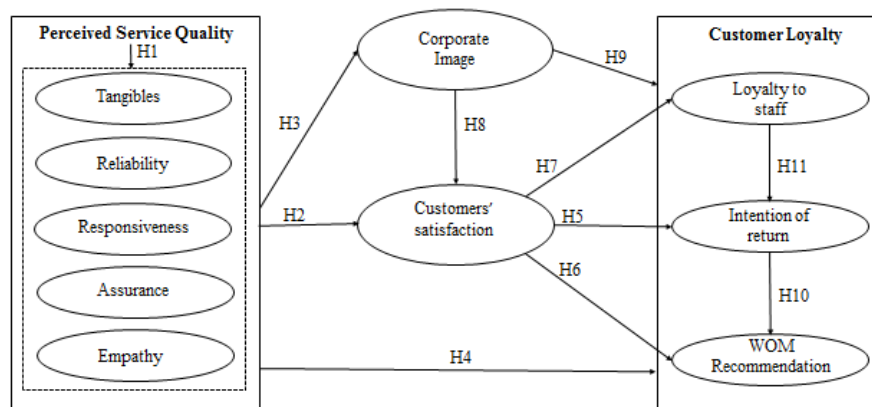 Perceived Service Quality
H1
Tangibles
Reliability
Responsiveness
Assurance
Empathy
H3
H2
H4
Corporate
Image
H8
Customers'
satisfaction
H9
H7
H5
H6
Customer Loyalty
Loyalty to
staff
H11
Intention of
return
H10
WOM
Recommendation